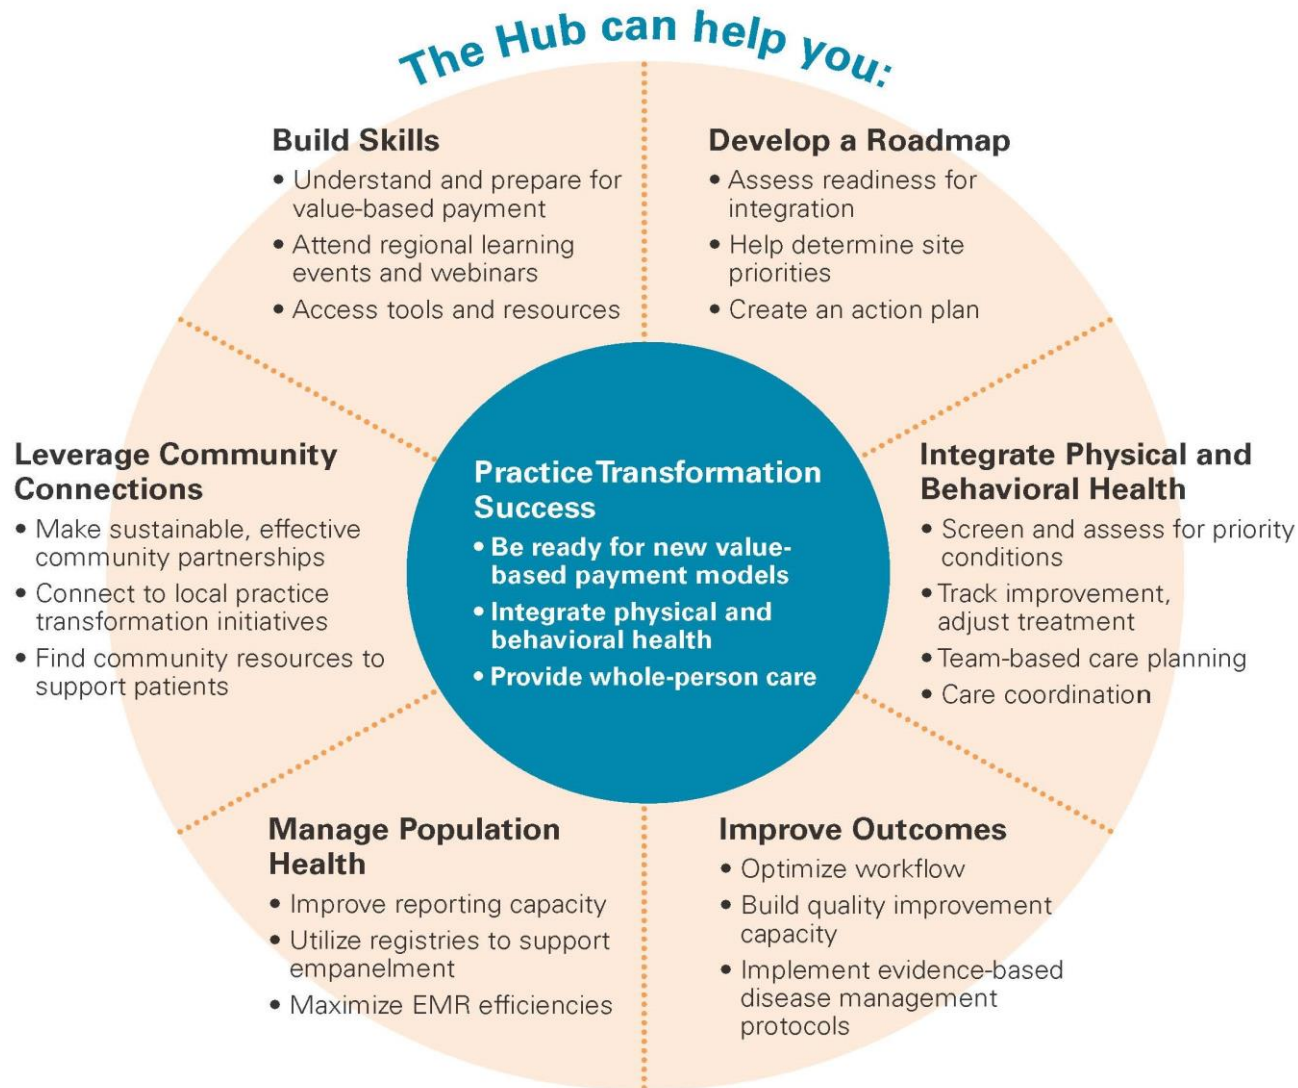 The Hub can help you:
Build Skills
• Understand and prepare for
value-based payment
• Attend regional learning
events and webinars
• Access tools and resources
Develop a Roadmap
• Assess readiness for
integration
• Help determine site
priorities
• Create an action plan
Leverage Community
Connections
• Make sustainable, effective
community partnerships
• Connect to local practice
transformation initiatives
• Find community resources to
support patients
Practice Transformation
Success
• Be ready for new value-
based payment models
• Integrate physical and
behavioral health
• Provide whole-person care
Integrate Physical and
Behavioral Health
• Screen and assess for priority
conditions
• Track improvement,
adjust treatment
• Team-based care planning
• Care coordination
Manage Population
Health
• Improve reporting capacity
• Utilize registries to support
empanelment
• Maximize EMR efficiencies
Improve Outcomes
• Optimize workflow
• Build quality improvement
capacity
• Implement evidence-based
disease management
protocols